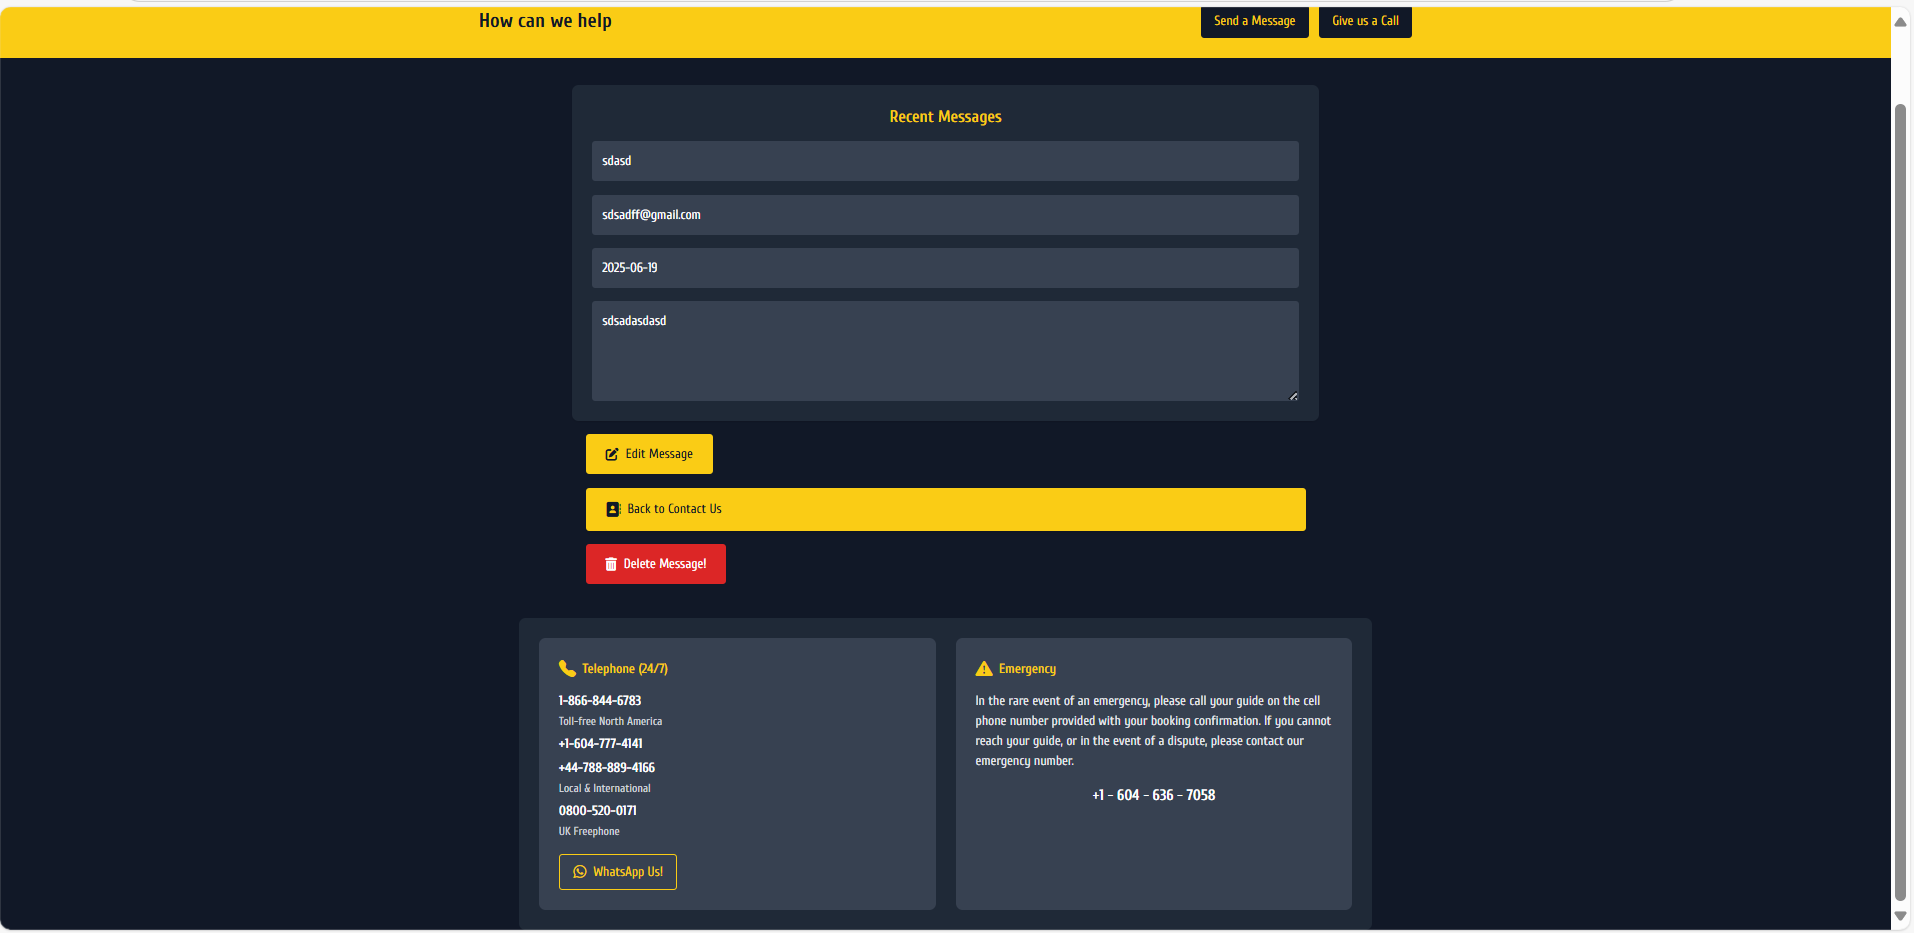 How can we help
Send a Message
Give us a Call
Recent Messages
sdasd
sdsadff@gmail.com
2025-06-19
sdsadasdasd
Edit Message
Back to Contact Us
Delete Message!
Telephone (24/7)
1-866-844-6783
Toll-free North America
+1-604-777-4141
+44-788-889-4166
Local & International
0800-520-0171
UK Freephone
WhatsApp Us!
Emergency
In the rare event of an emergency, please call your guide on the cell
phone number provided with your booking confirmation. If you cannot
reach your guide, or in the event of a dispute, please contact our
emergency number.
+1 - 604 - 636 - 7058